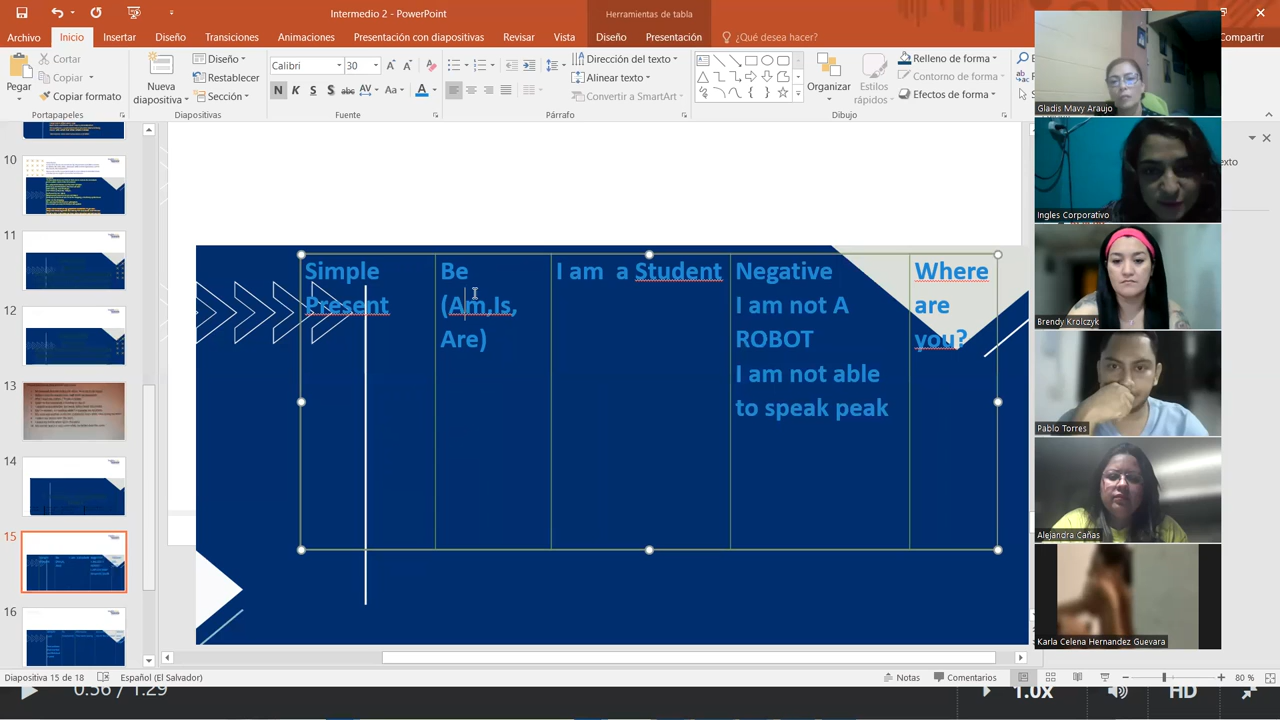 Intermedio 2 - PowerPoint
Herramientas de tabla
Archivo Inicio Insertar Diseño Transiciones Animaciones Presentación con diapositivas Revisar Vista Diseño Presentación ¿Qué desea hacer? Compartir
Pegar
Cortar
Copiar
Copiar formato
Portapapeles
Nueva
diapositiva
Diseño
Restablecer
Sección
Diapositivas
Calibri 30
N K S S abc AV Aa A
Fuente
Párrafo
Dirección del texto
Alinear texto
Convertir a SmartArt
Organizar
Estilos
rápidos
Relleno de forma
Contorno de forma
Efectos de forma
Dibujo
10
11
12
13
14
15
16
Simple
Present
Be
(Am,Is,
Are)
I am a Student
Negative
I am not A
ROBOT
I am not able
to speak peak
Where
are
you?
Gladis Mavy Araujo
Ingles Corporativo
Brendy Krolczyk
Pablo Torres
Alejandra Cañas
Karla Celena Hernandez Guevara
Diapositiva 15 de 18 Español (El Salvador) Notas Comentarios 80 %
0:56 / 1:29 1.0x HD